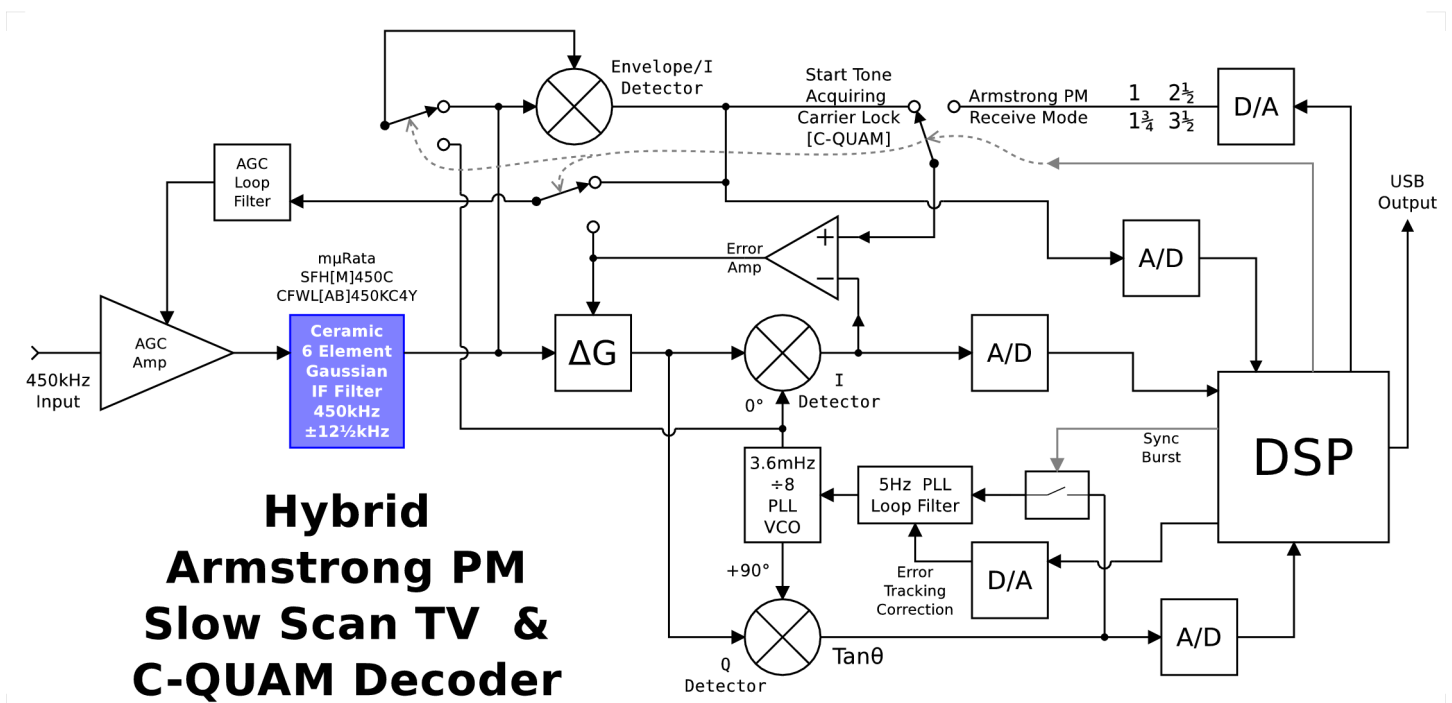 Envelope/I
Detector
Start Tone
Acquiring
Carrier Lock
[C-QUAM]
Armstrong PM
Receive Mode
1 2½
1¾ 3½
D/A
AGC
Loop
Filter
USB
Output
Error
Amp
+
−
A/D
mµRata
SFH[M]450C
CFWL[AB]450KC4Y
AGC
Amp
450kHz
Input
Ceramic
6 Element
Gaussian
IF Filter
450kHz
±12½kHz
ΔG
I
Detector
0°
A/D
DSP
Sync
Burst
3.6mHz
÷8
PLL
VCO
5Hz PLL
Loop Filter
+90°
Error
Tracking
Correction
D/A
A/D
Tanθ
Q
Detector
Hybrid
Armstrong PM
Slow Scan TV &
C-QUAM Decoder